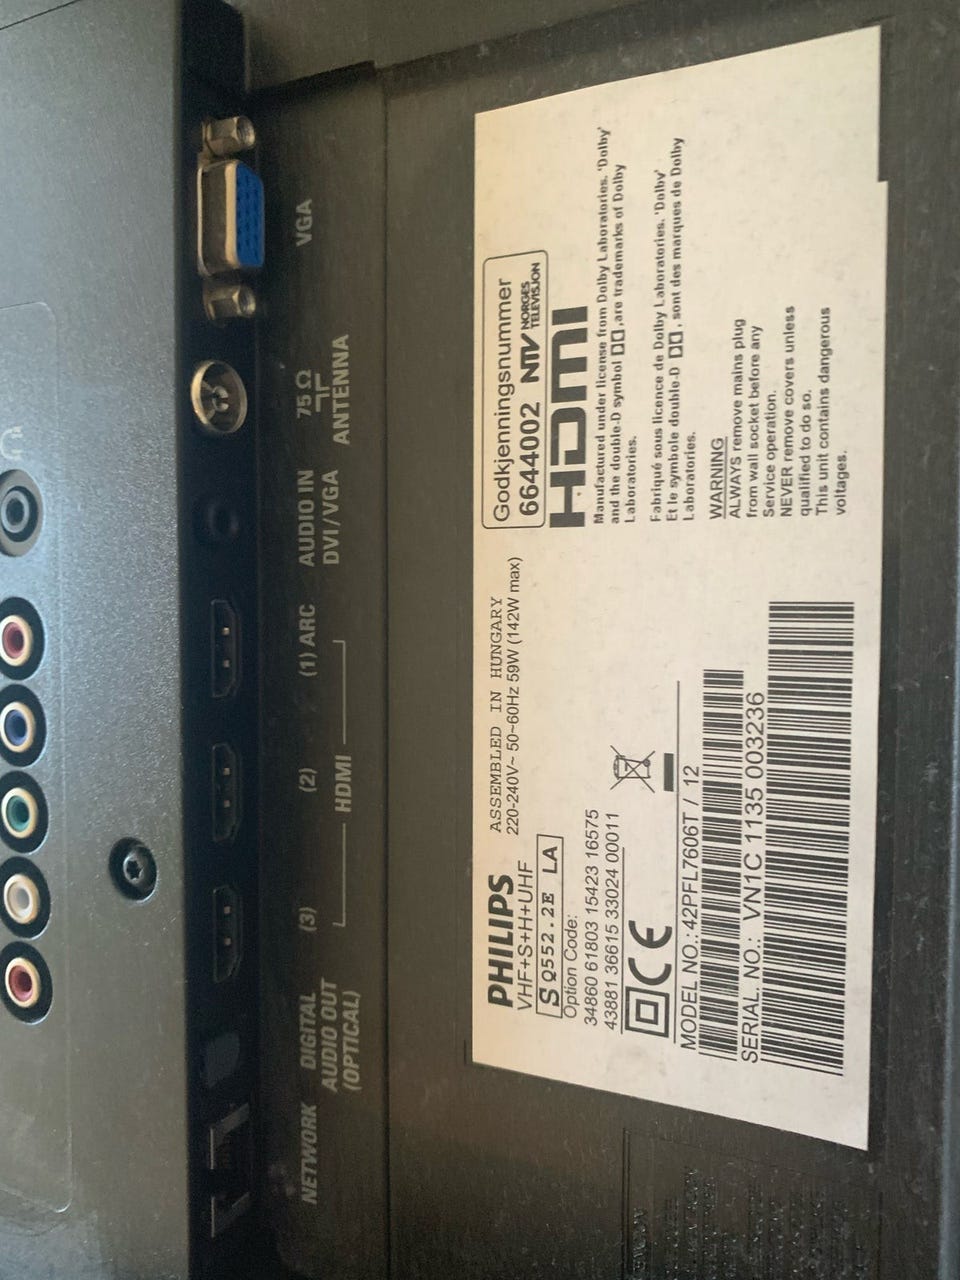 NETWORK
DIGITAL
AUDIO OUT
(OPTICAL)
(3)
(2)
(1) ARC
HDMI
AUDIO IN
DVI/VGA
75 Ω
ANTENNA
VGA
PHILIPS
VHF+S+H+UHF
S Q552.2E LA
ASSEMBLED IN HUNGARY
220-240V~ 50~60Hz 59W (142W max)
Option Code:
34860 61803 15423 16575
43881 36615 33024 00011
CE
MODEL NO.: 42PFL7606T / 12
SERIAL. NO.: VN1C 1135 003236
Godkjenningsnummer
6644002 NTV NORGES
TELEVISJON
HDMI
Manufactured under license from Dolby Laboratories. 'Dolby'
and the double-D symbol ,are trademarks of Dolby
Laboratories.
Fabriqué sous licence de Dolby Laboratories. 'Dolby'
Et le symbole double-D , sont des marques de Dolby
Laboratories.
WARNING
ALWAYS remove mains plug
from wall socket before any
Service operation.
NEVER remove covers unless
qualified to do so.
This unit contains dangerous
voltages.